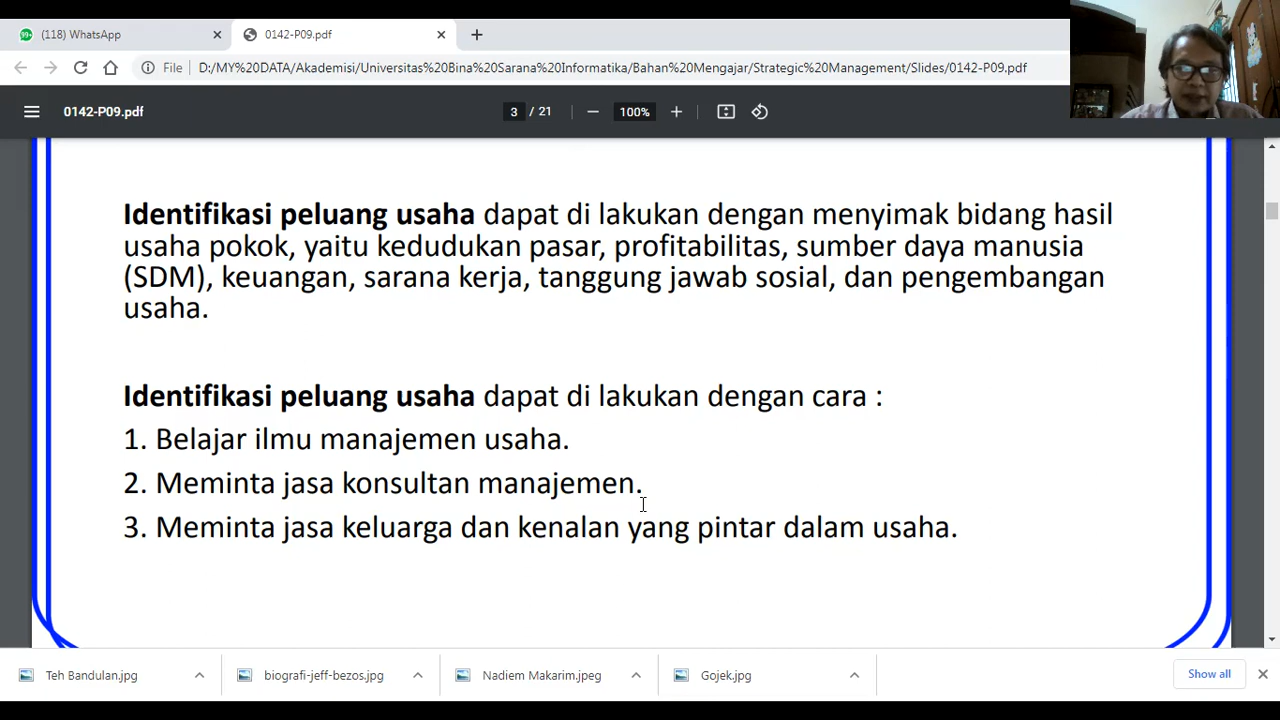 (118) WhatsApp
0142-P09.pdf
File D:/MY%20DATA/Akademisi/Universitas%20Bina%20Sarana%20Informatika/Bahan%20Mengajar/Strategic%20Management/Slides/0142-P09.pdf
0142-P09.pdf 3 / 21 100%
Identifikasi peluang usaha dapat di lakukan dengan menyimak bidang hasil
usaha pokok, yaitu kedudukan pasar, profitabilitas, sumber daya manusia
(SDM), keuangan, sarana kerja, tanggung jawab sosial, dan pengembangan
usaha.
Identifikasi peluang usaha dapat di lakukan dengan cara :
1. Belajar ilmu manajemen usaha.
2. Meminta jasa konsultan manajemen.
3. Meminta jasa keluarga dan kenalan yang pintar dalam usaha.
Teh Bandulan.jpg biografi-jeff-bezos.jpg Nadiem Makarim.jpeg Gojek.jpg Show all